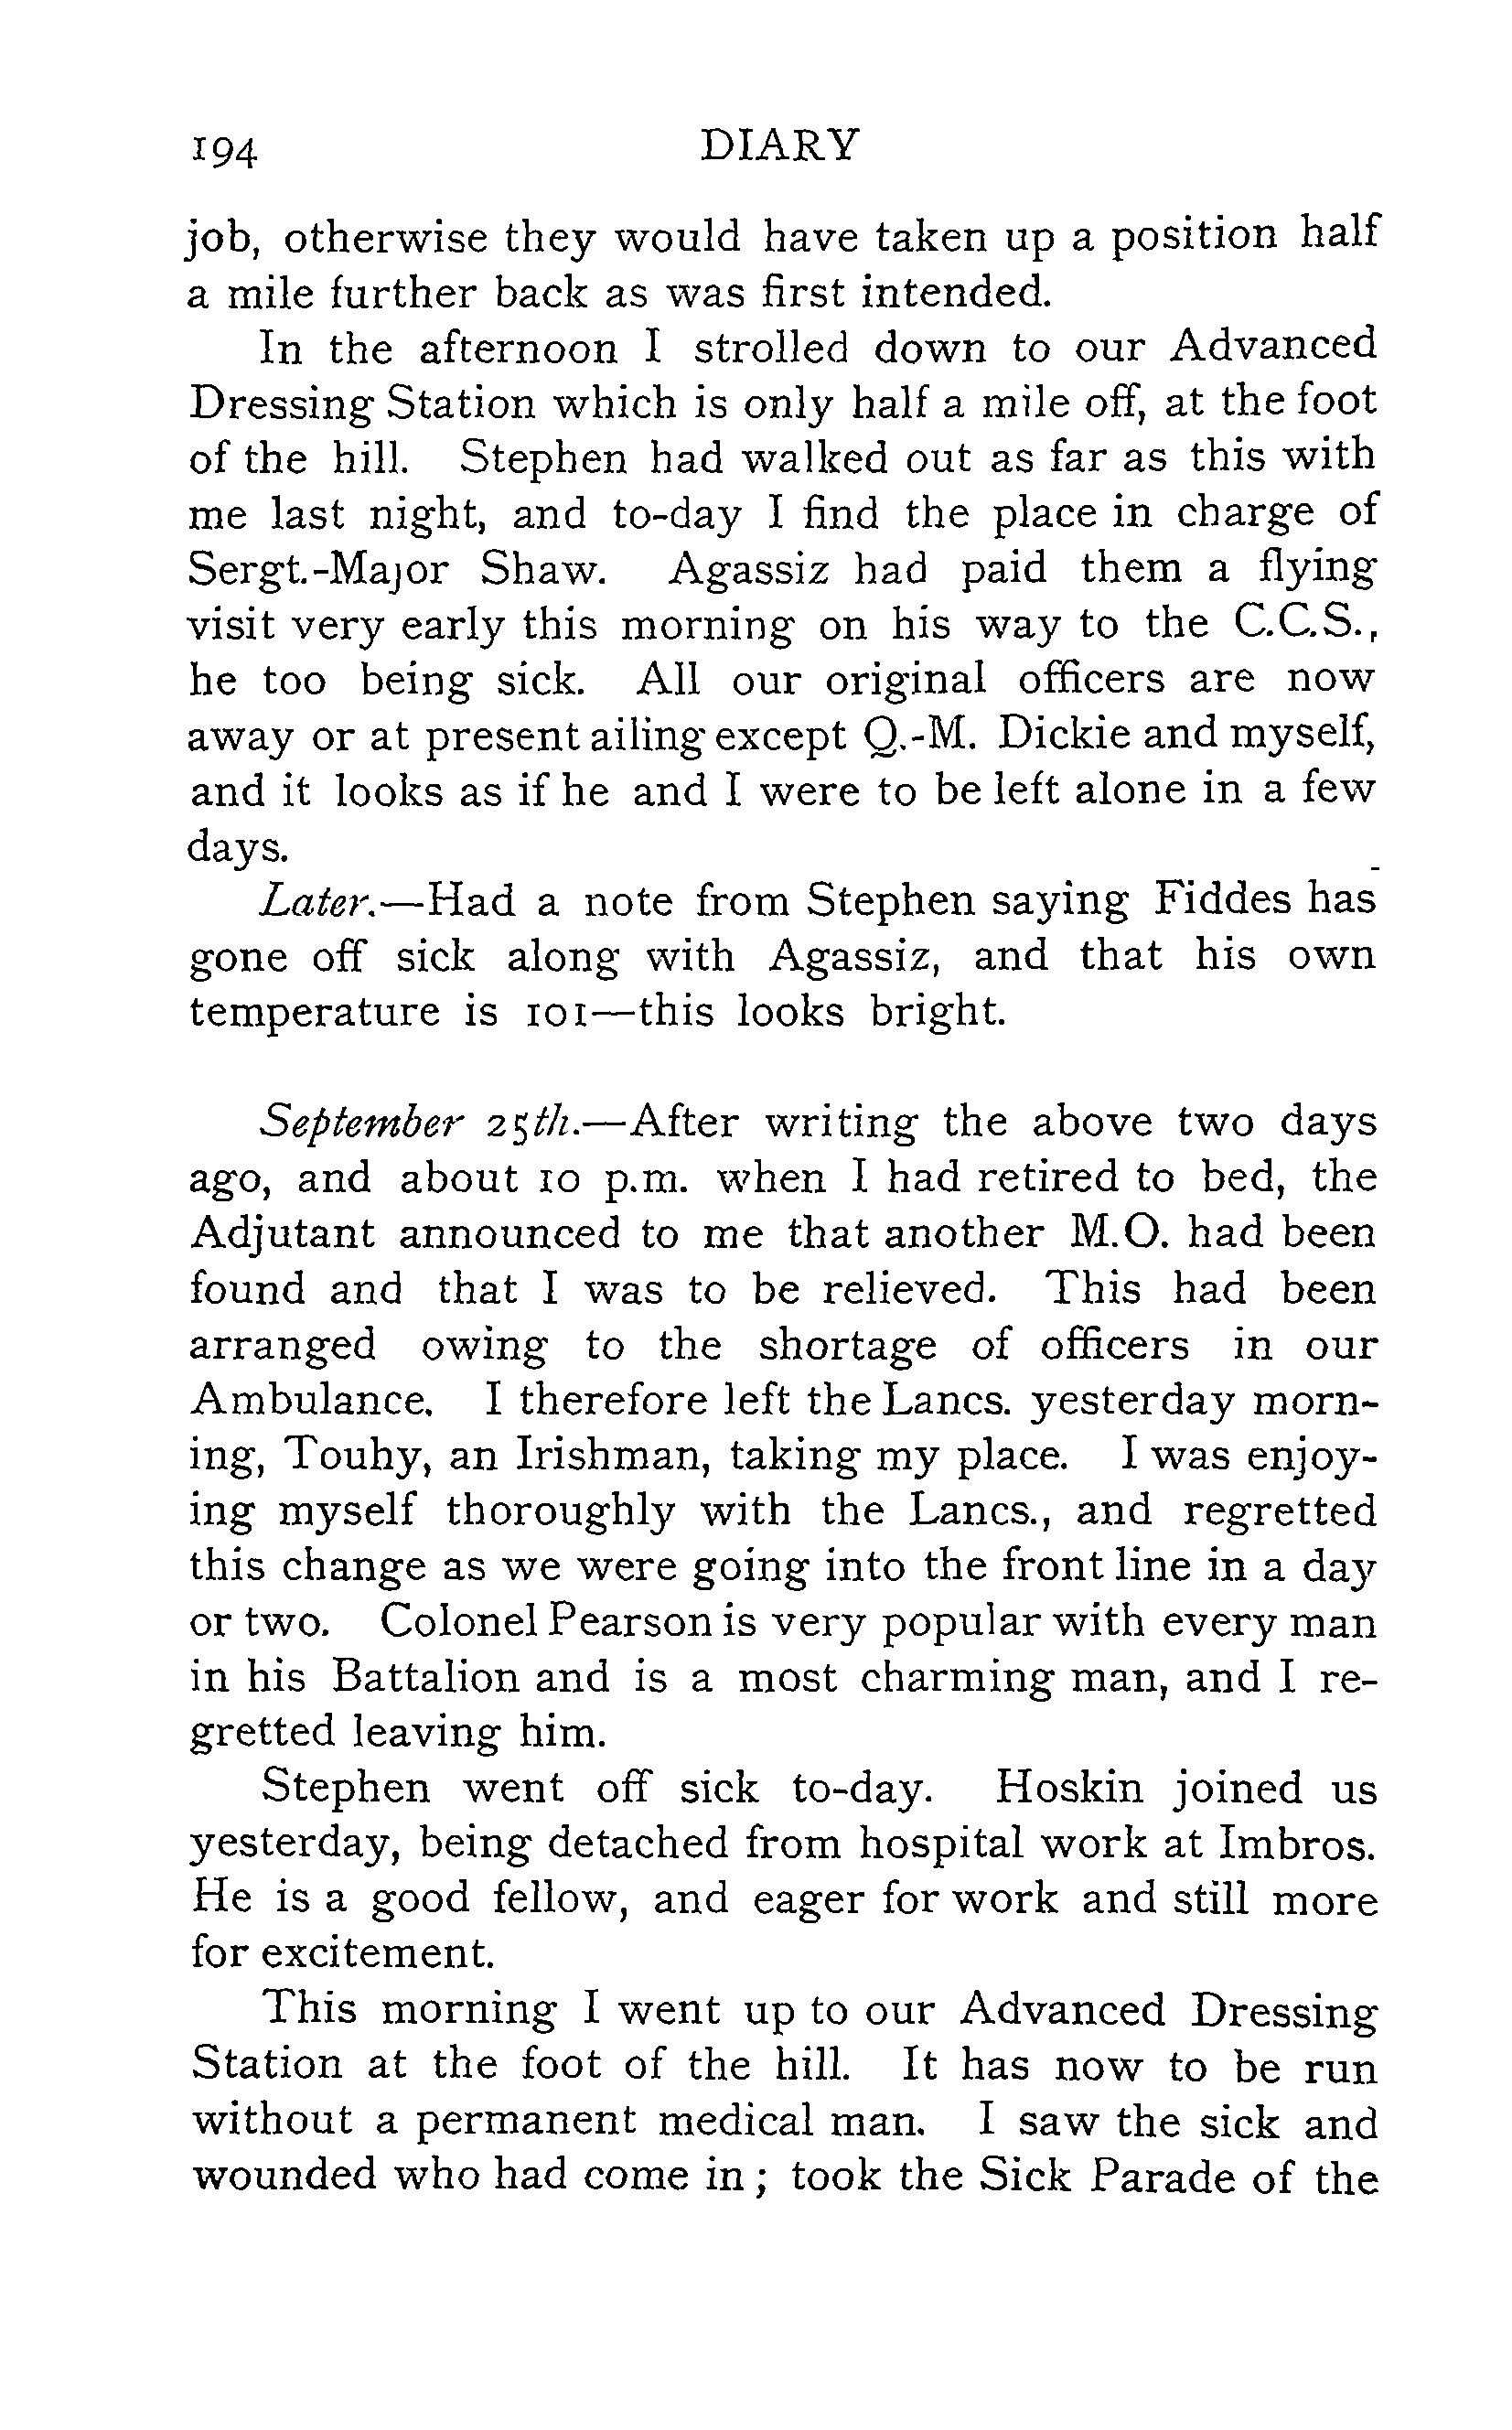 194 DIARY
job, otherwise they would have taken up a position half
a mile further back as was first intended.
In the afternoon I strolled down to our Advanced
Dressing Station which is only half a mile off, at the foot
of the hill. Stephen had walked out as far as this with
me last night, and to-day I find the place in charge of
Sergt.-Major Shaw. Agassiz had paid them a flying
visit very early this morning on his way to the C.C.S.,
he too being sick. All our original officers are now
away or at present ailing except Q.-M. Dickie and myself,
and it looks as if he and I were to be left alone in a few
days.
Later.—Had a note from Stephen saying Fiddes has
gone off sick along with Agassiz, and that his own
temperature is 101—this looks bright.
September 25th.—After writing the above two days
ago, and about 10 p.m. when I had retired to bed, the
Adjutant announced to me that another M.O. had been
found and that I was to be relieved. This had been
arranged owing to the shortage of officers in our
Ambulance. I therefore left the Lancs. yesterday morn-
ing, Touhy, an Irishman, taking my place. I was enjoy-
ing myself thoroughly with the Lancs., and regretted
this change as we were going into the front line in a day
or two. Colonel Pearson is very popular with every man
in his Battalion and is a most charming man, and I re-
gretted leaving him.
Stephen went off sick to-day. Hoskin joined us
yesterday, being detached from hospital work at Imbros.
He is a good fellow, and eager for work and still more
for excitement.
This morning I went up to our Advanced Dressing
Station at the foot of the hill. It has now to be run
without a permanent medical man. I saw the sick and
wounded who had come in; took the Sick Parade of the